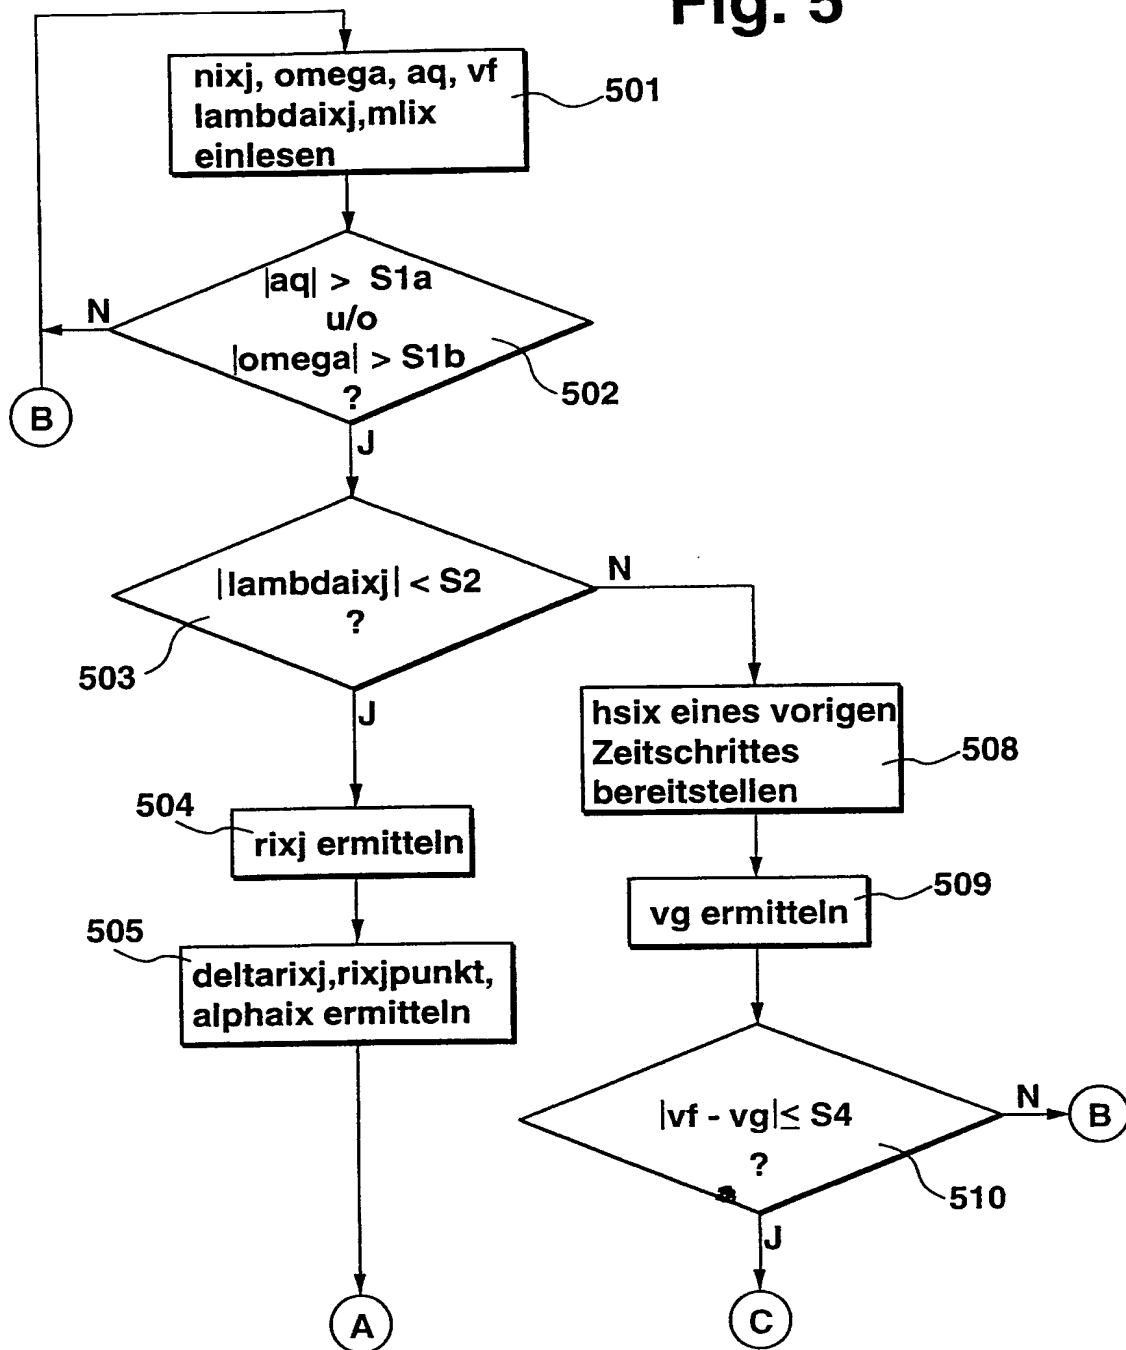 Fig. 5
nixj, omega, aq, vf
lambdaixj,mlix
einlesen
501
|aq| > S1a
u/o
|omega| > S1b
?
N
502
B
J
|lambdaixj| < S2
?
N
503
J
hsix eines vorigen
Zeitschrittes
bereitstellen
508
504
rixj ermitteln
vg ermitteln
509
505
deltarixj,rixjpunkt,
alphaix ermitteln
|vf - vg| ≤ S4
?
N
B
510
J
A
C